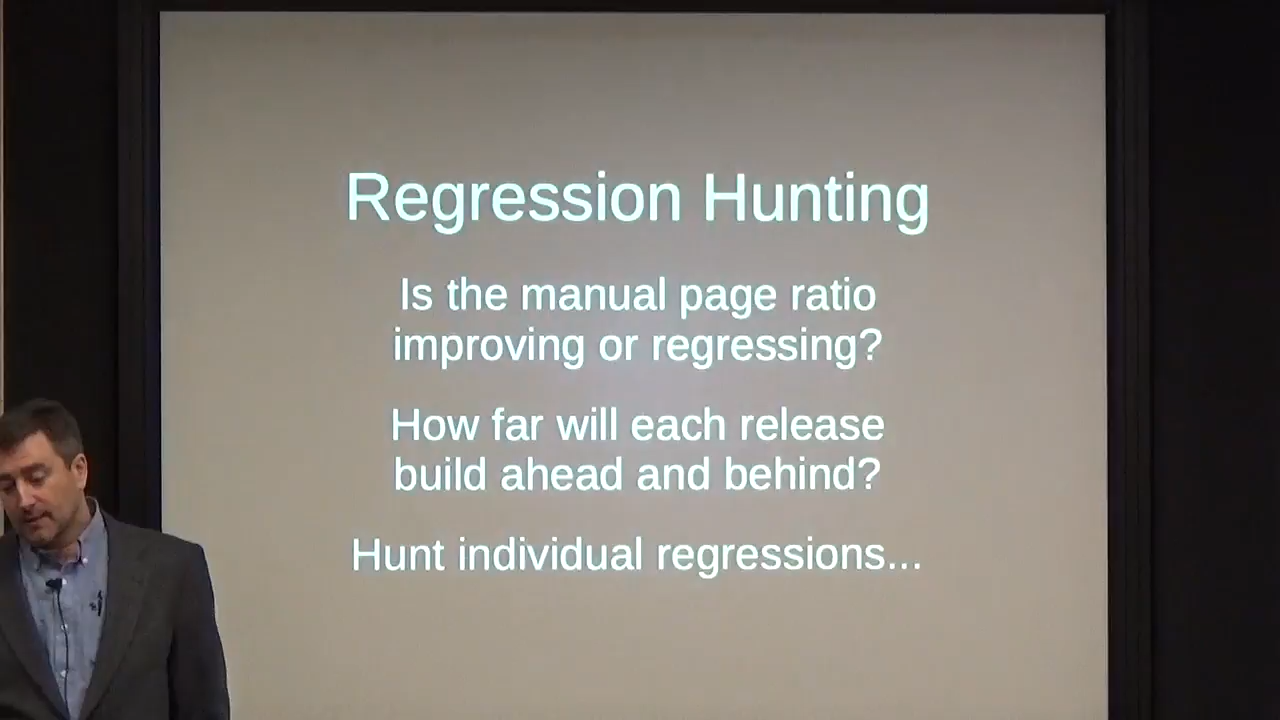 Regression Hunting
Is the manual page ratio
improving or regressing?
How far will each release
build ahead and behind?
Hunt individual regressions...